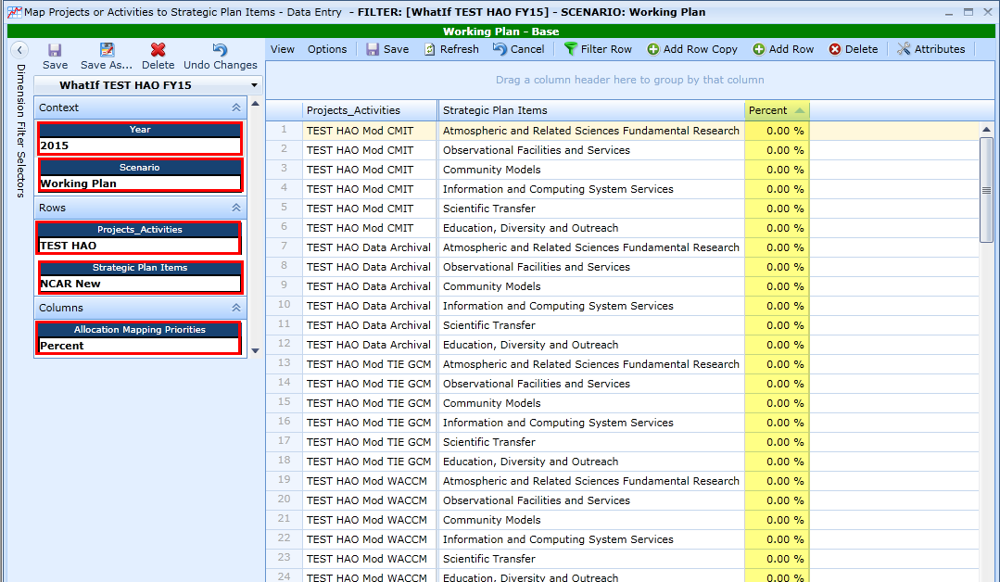 Map Projects or Activities to Strategic Plan Items - Data Entry - FILTER: [WhatIf TEST HAO FY15] - SCENARIO: Working Plan
Working Plan - Base
Save Save As... Delete Undo Changes
View Options Save Refresh Cancel Filter Row Add Row Copy Add Row Delete Attributes
Dimension Filter Selectors
WhatIf TEST HAO FY15
Context
Year
2015
Scenario
Working Plan
Rows
Projects_Activities
TEST HAO
Strategic Plan Items
NCAR New
Columns
Allocation Mapping Priorities
Percent
Drag a column header here to group by that column
Projects_Activities Strategic Plan Items Percent
1 TEST HAO Mod CMIT Atmospheric and Related Sciences Fundamental Research 0.00 %
2 TEST HAO Mod CMIT Observational Facilities and Services 0.00 %
3 TEST HAO Mod CMIT Community Models 0.00 %
4 TEST HAO Mod CMIT Information and Computing System Services 0.00 %
5 TEST HAO Mod CMIT Scientific Transfer 0.00 %
6 TEST HAO Mod CMIT Education, Diversity and Outreach 0.00 %
7 TEST HAO Data Archival Atmospheric and Related Sciences Fundamental Research 0.00 %
8 TEST HAO Data Archival Observational Facilities and Services 0.00 %
9 TEST HAO Data Archival Community Models 0.00 %
10 TEST HAO Data Archival Information and Computing System Services 0.00 %
11 TEST HAO Data Archival Scientific Transfer 0.00 %
12 TEST HAO Data Archival Education, Diversity and Outreach 0.00 %
13 TEST HAO Mod TIE GCM Atmospheric and Related Sciences Fundamental Research 0.00 %
14 TEST HAO Mod TIE GCM Observational Facilities and Services 0.00 %
15 TEST HAO Mod TIE GCM Community Models 0.00 %
16 TEST HAO Mod TIE GCM Information and Computing System Services 0.00 %
17 TEST HAO Mod TIE GCM Scientific Transfer 0.00 %
18 TEST HAO Mod TIE GCM Education, Diversity and Outreach 0.00 %
19 TEST HAO Mod WACCM Atmospheric and Related Sciences Fundamental Research 0.00 %
20 TEST HAO Mod WACCM Observational Facilities and Services 0.00 %
21 TEST HAO Mod WACCM Community Models 0.00 %
22 TEST HAO Mod WACCM Information and Computing System Services 0.00 %
23 TEST HAO Mod WACCM Scientific Transfer 0.00 %
24 TEST HAO Mod WACCM Education, Diversity and Outreach 0.00 %